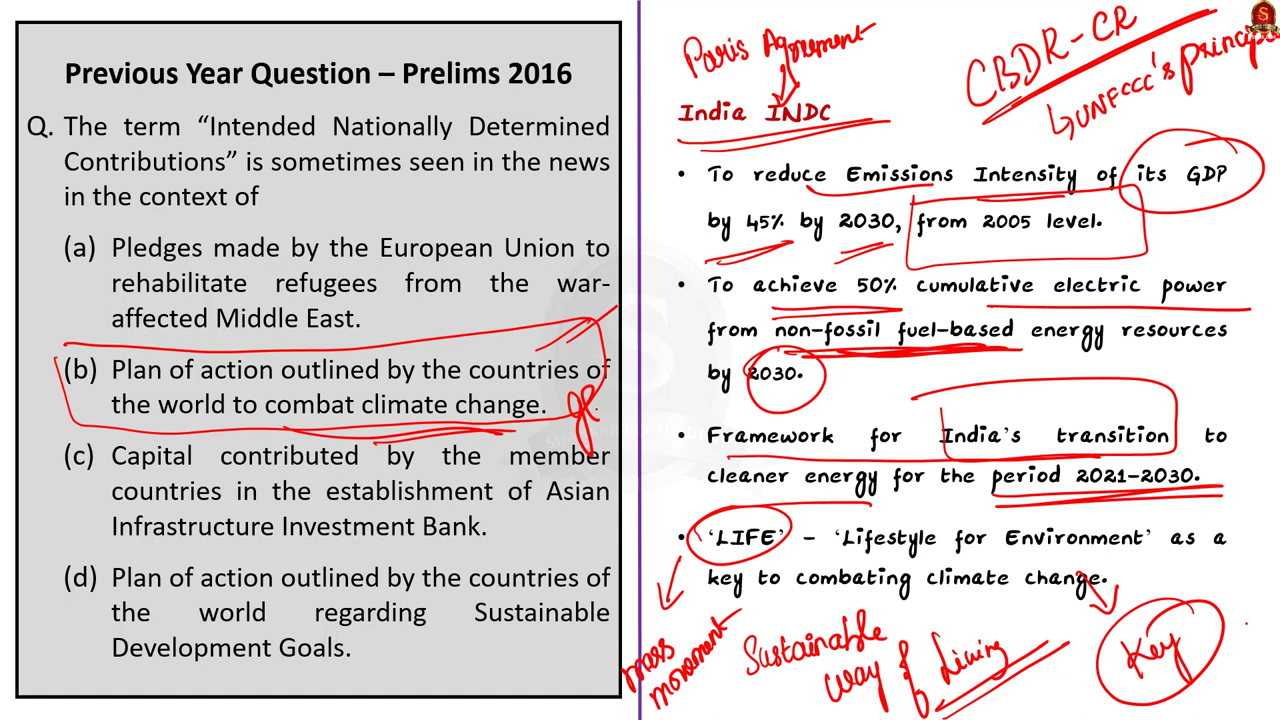 Previous Year Question – Prelims 2016
Q. The term “Intended Nationally Determined
Contributions” is sometimes seen in the news
in the context of
(a) Pledges made by the European Union to
rehabilitate refugees from the war-
affected Middle East.
(b) Plan of action outlined by the countries of
the world to combat climate change.
(c) Capital contributed by the member
countries in the establishment of Asian
Infrastructure Investment Bank.
(d) Plan of action outlined by the countries of
the world regarding Sustainable
Development Goals.
Paris Agreement
CBDR-CR
UNFCCC's principle
India INDC
• To reduce Emissions Intensity of its GDP
by 45% by 2030, from 2005 level.
• To achieve 50% cumulative electric power
from non-fossil fuel-based energy resources
by 2030.
• Framework for India's transition to
cleaner energy for the period 2021-2030.
• ‘LIFE’ – ‘Lifestyle for Environment’ as a
key to combating climate change.
mass
movement
Sustainable
way of Living
Key